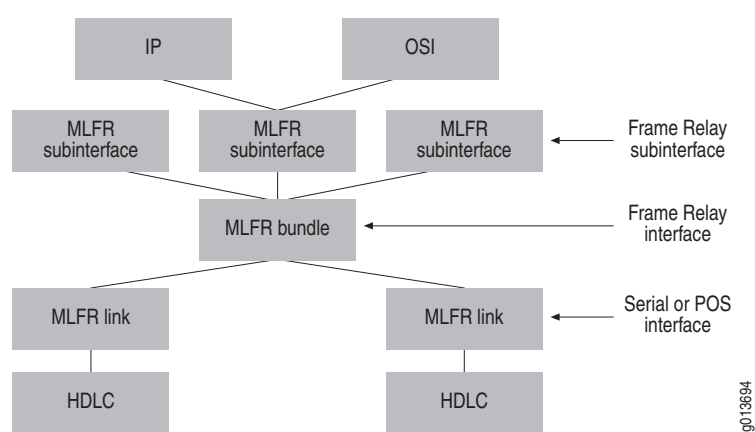 IP
OSI
MLFR
subinterface
MLFR
subinterface
MLFR
subinterface
Frame Relay
subinterface
MLFR bundle
Frame Relay
interface
MLFR link
MLFR link
Serial or POS
interface
HDLC
HDLC
g013694